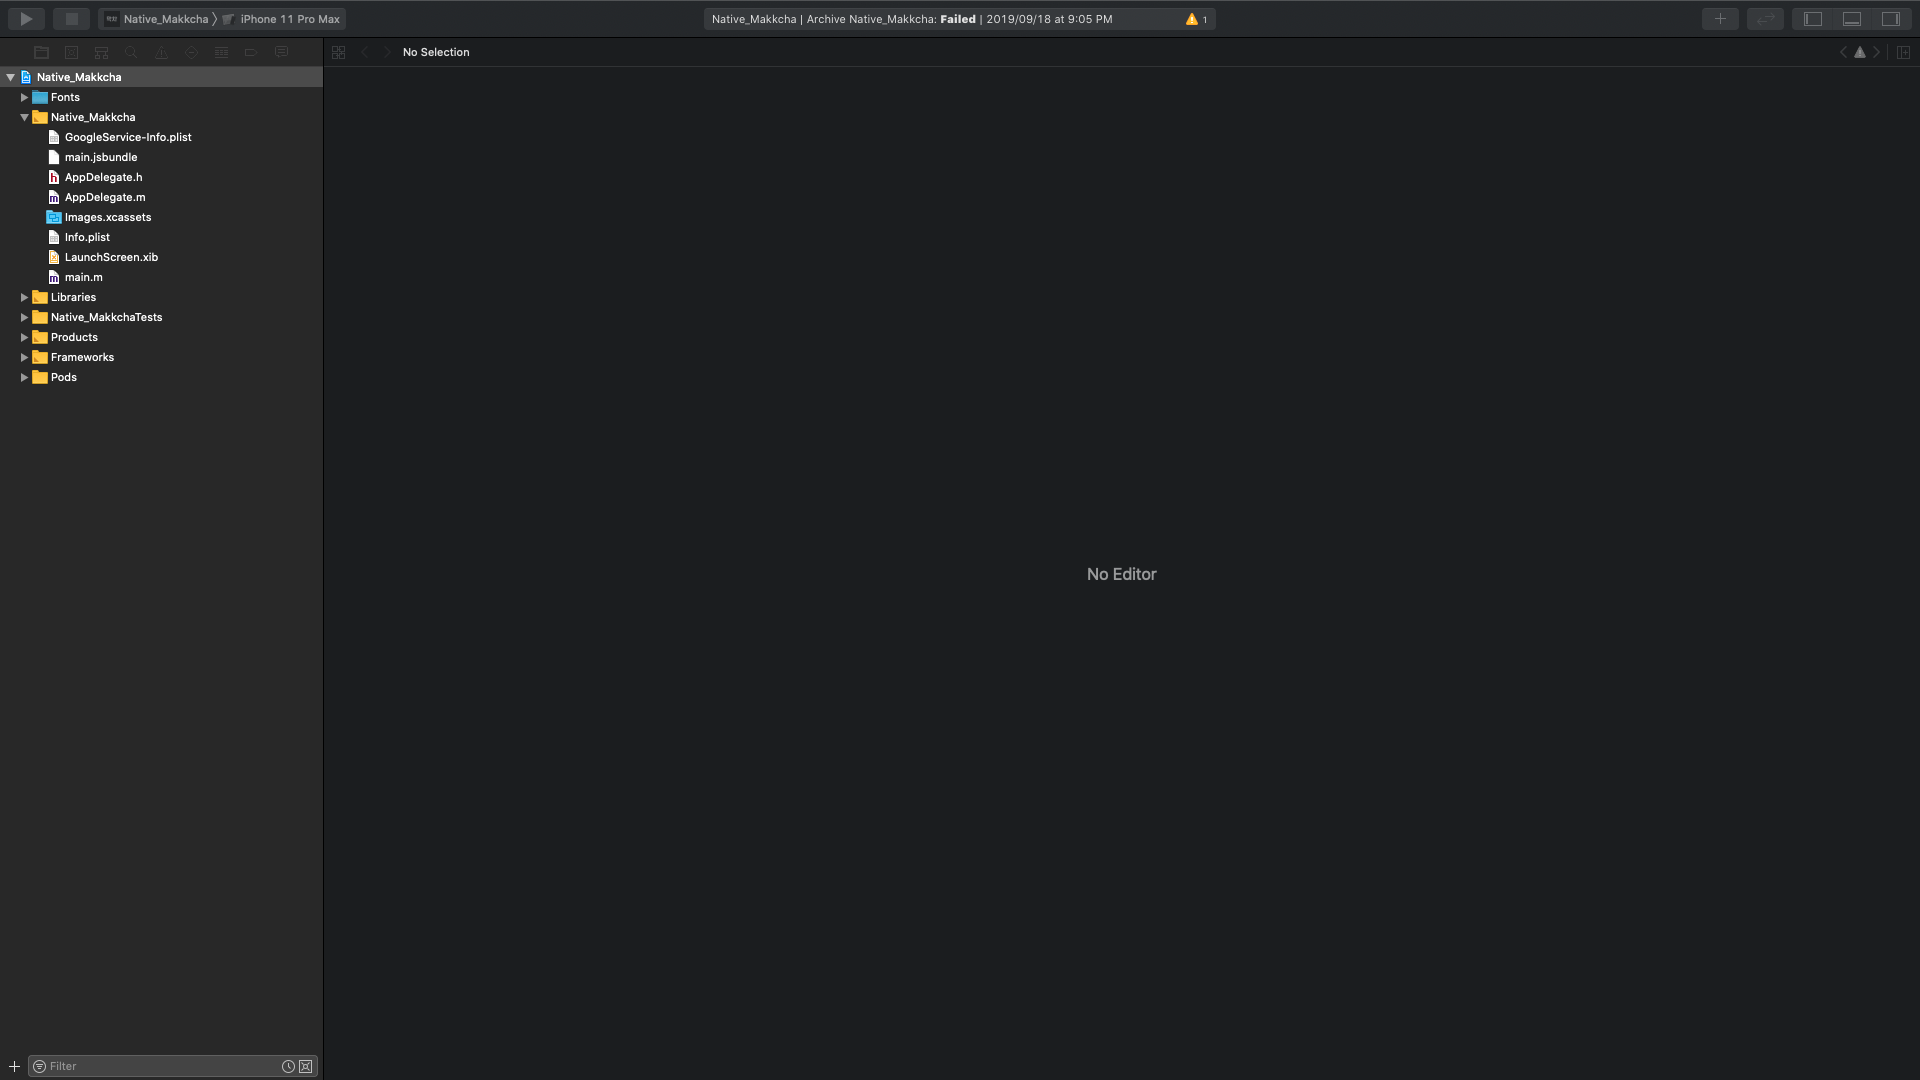 Native_Makkcha
iPhone 11 Pro Max
Native_Makkcha | Archive Native_Makkcha: Failed | 2019/09/18 at 9:05 PM
1
No Selection
Native_Makkcha
Fonts
Native_Makkcha
GoogleService-Info.plist
main.jsbundle
AppDelegate.h
AppDelegate.m
Images.xcassets
Info.plist
LaunchScreen.xib
main.m
Libraries
Native_MakkchaTests
Products
Frameworks
Pods
No Editor
Filter